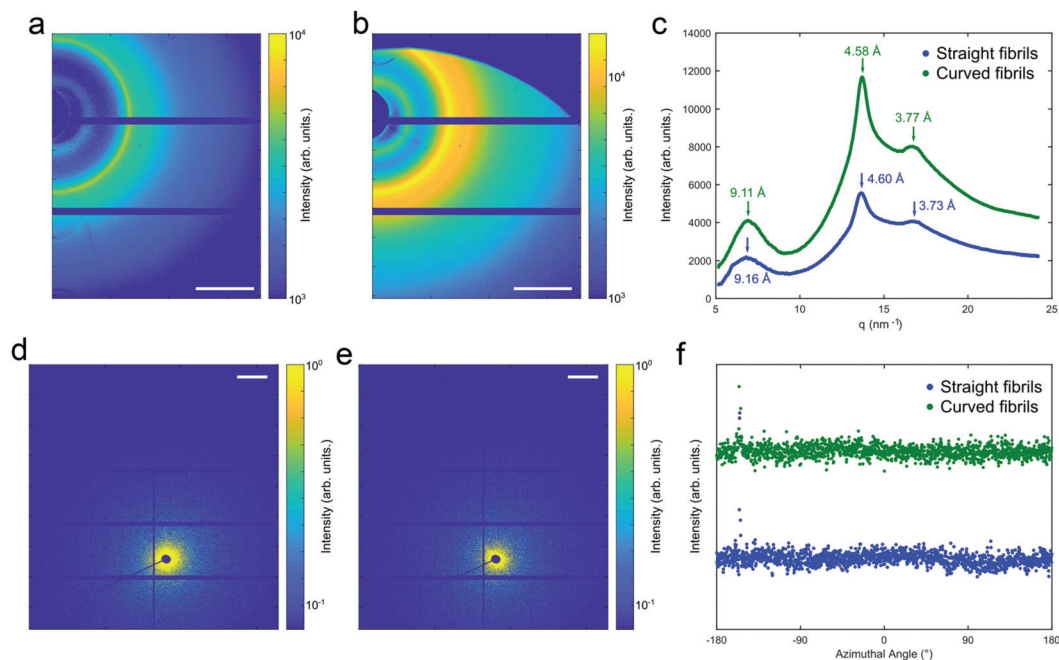 a
10⁴
Intensity (arb. units.)
10³
b
10⁴
Intensity (arb. units.)
10³
c
14000
12000
10000
8000
6000
4000
2000
0
Intensity (arb. units.)
4.58 Å
Straight fibrils
Curved fibrils
3.77 Å
9.11 Å
4.60 Å
3.73 Å
9.16 Å
5
10
15
20
25
q (nm⁻¹)
d
10⁰
Intensity (arb. units.)
10⁻¹
e
10⁰
Intensity (arb. units.)
10⁻¹
f
Straight fibrils
Curved fibrils
Intensity (arb. units.)
-180
-90
0
90
180
Azimuthal Angle (°)